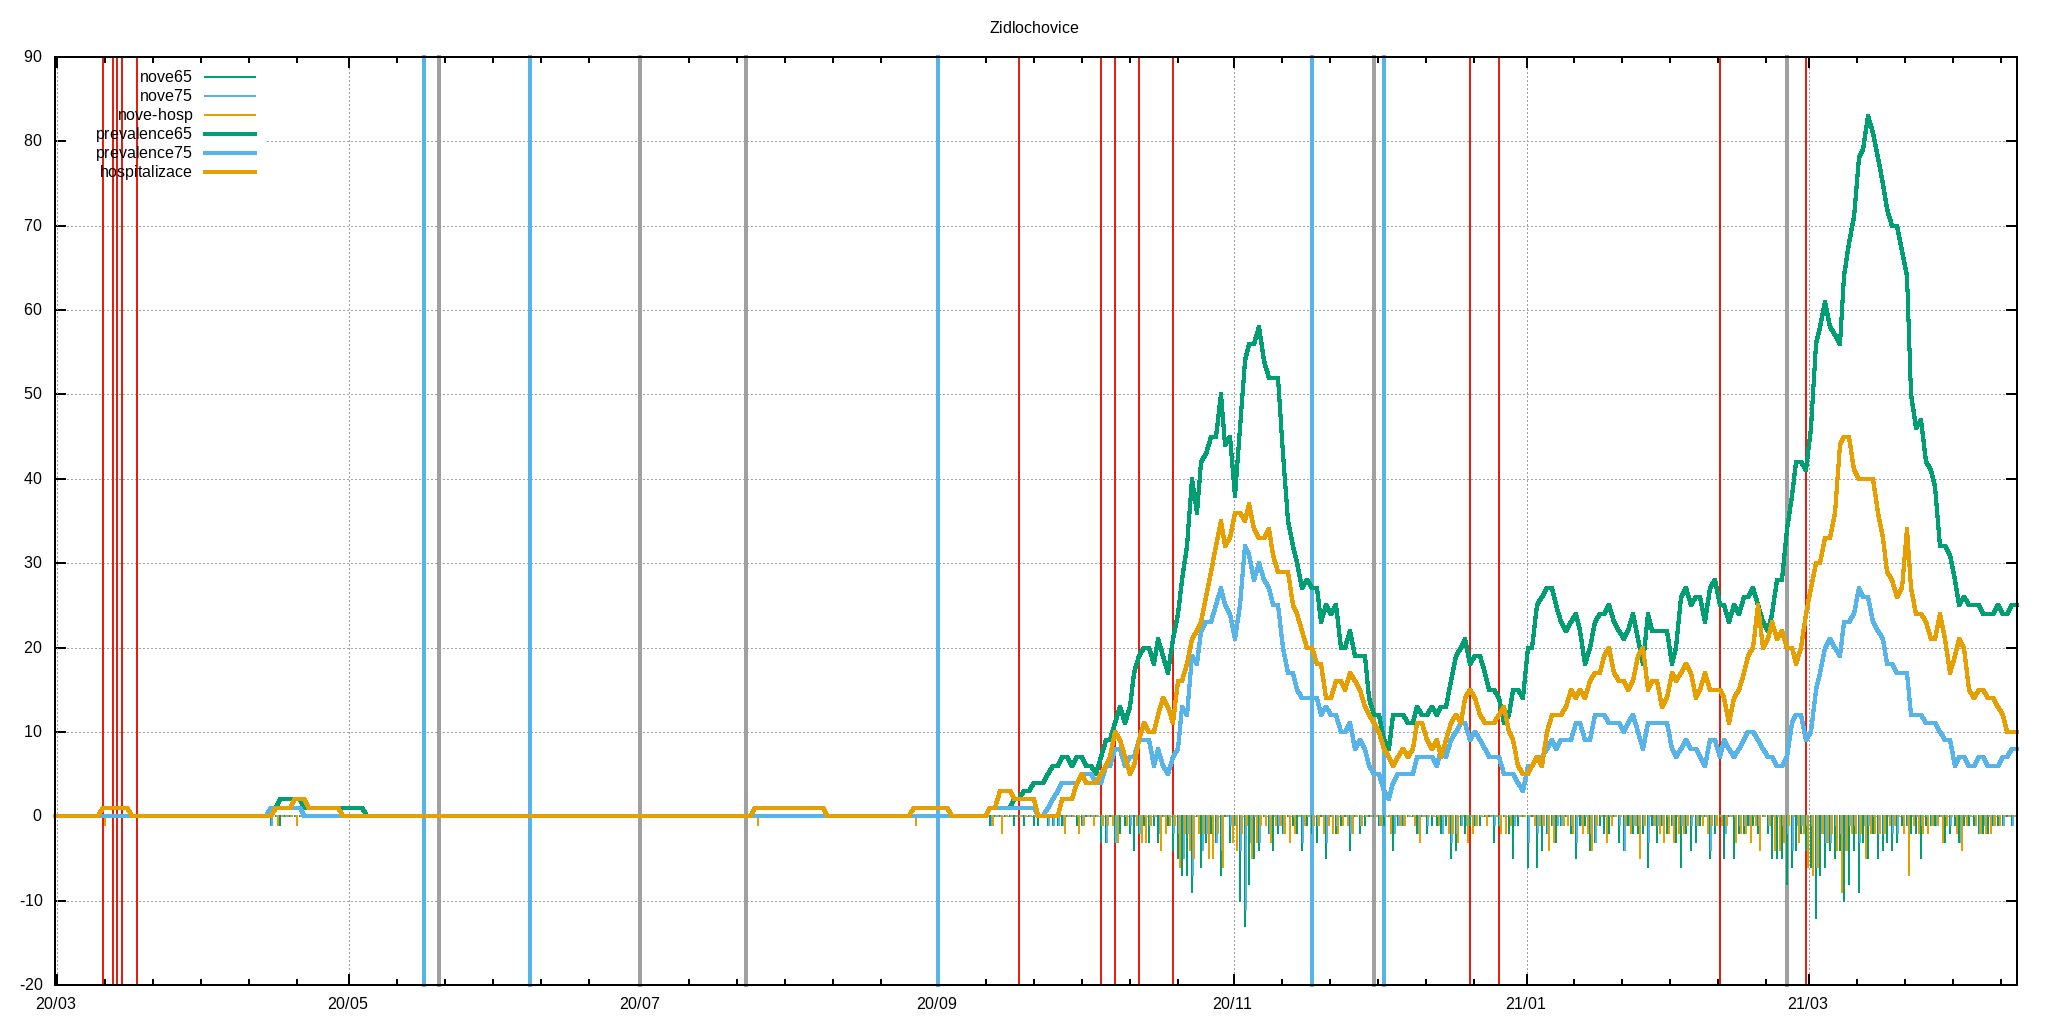 Zidlochovice
90
80
70
60
50
40
30
20
10
0
-10
-20
nove65
nove75
nove-hosp
prevalence65
prevalence75
hospitalizace
20/03 20/05 20/07 20/09 20/11 21/01 21/03